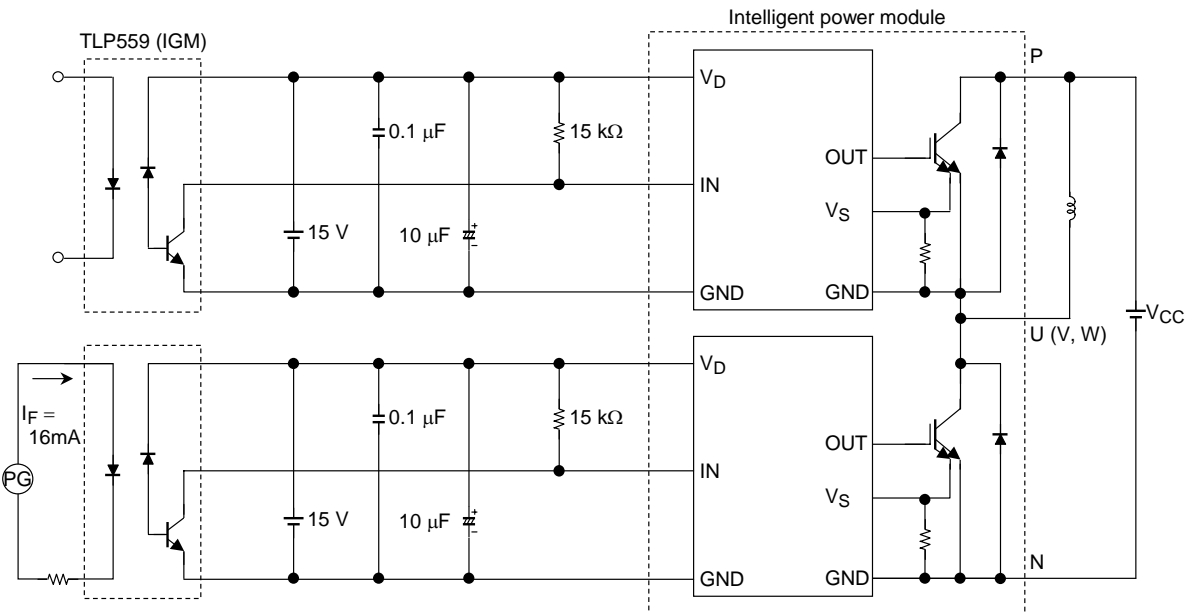 Intelligent power module
TLP559 (IGM)
P
VD
0.1 μF
15 kΩ
OUT
IN
VS
15 V
10 μF
+
−
GND
GND
VCC
U (V, W)
VD
IF =
16mA
0.1 μF
15 kΩ
OUT
IN
PG
VS
15 V
10 μF
+
−
N
GND
GND